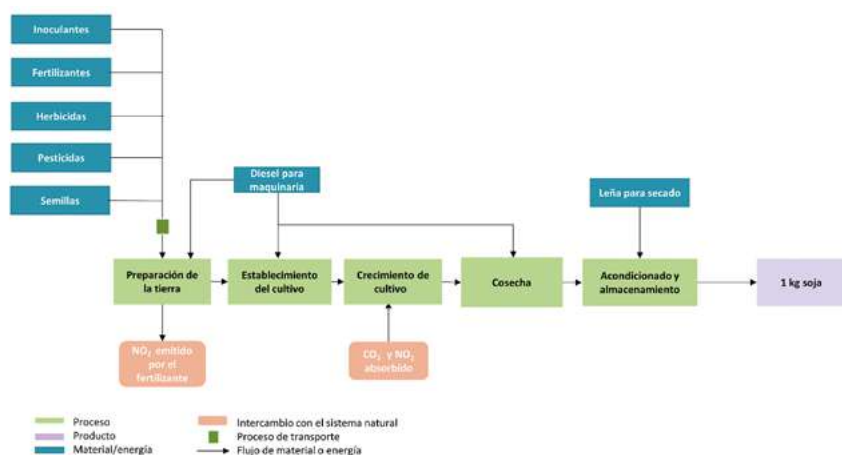 Inoculantes
Fertilizantes
Herbicidas
Pesticidas
Semillas
Diesel para
maquinaria
Leña para secado
Preparación de
la tierra
Establecimiento
del cultivo
Crecimiento de
cultivo
Cosecha
Acondicionado y
almacenamiento
1 kg soja
NO₂ emitido
por el
fertilizante
CO₂ y NO₂
absorbido
Proceso
Producto
Material/energía
Intercambio con el sistema natural
Proceso de transporte
Flujo de material o energía